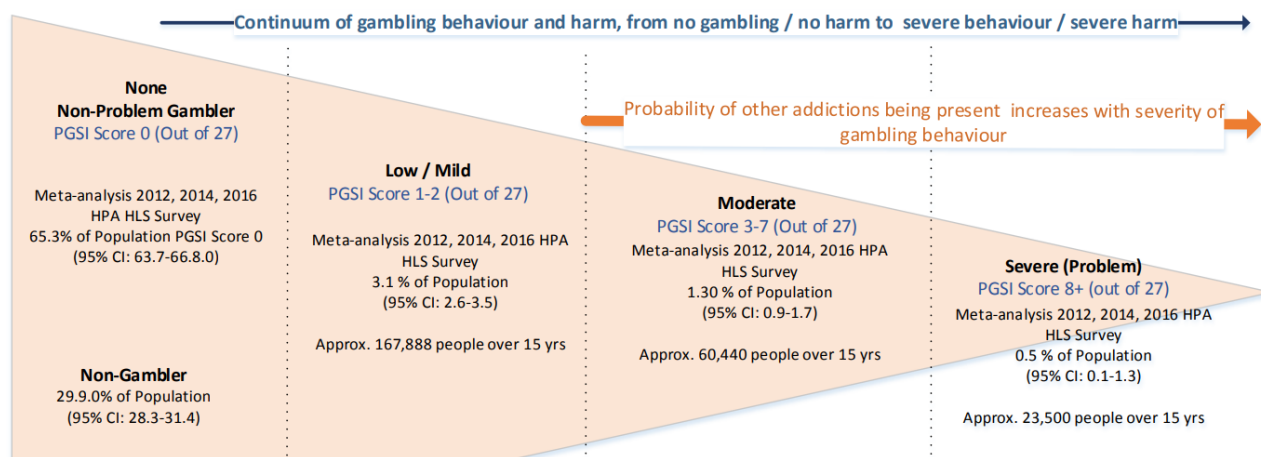 Continuum of gambling behaviour and harm, from no gambling / no harm to severe behaviour / severe harm
None
Non-Problem Gambler
PGSI Score 0 (Out of 27)
Meta-analysis 2012, 2014, 2016
HPA HLS Survey
65.3% of Population PGSI Score 0
(95% CI: 63.7-66.8.0)
Non-Gambler
29.9.0% of Population
(95% CI: 28.3-31.4)
Low / Mild
PGSI Score 1-2 (Out of 27)
Meta-analysis 2012, 2014, 2016 HPA
HLS Survey
3.1 % of Population
(95% CI: 2.6-3.5)
Approx. 167,888 people over 15 yrs
Probability of other addictions being present increases with severity of
gambling behaviour
Moderate
PGSI Score 3-7 (Out of 27)
Meta-analysis 2012, 2014, 2016 HPA
HLS Survey
1.30 % of Population
(95% CI: 0.9-1.7)
Approx. 60,440 people over 15 yrs
Severe (Problem)
PGSI Score 8+ (out of 27)
Meta-analysis 2012, 2014, 2016 HPA
HLS Survey
0.5 % of Population
(95% CI: 0.1-1.3)
Approx. 23,500 people over 15 yrs